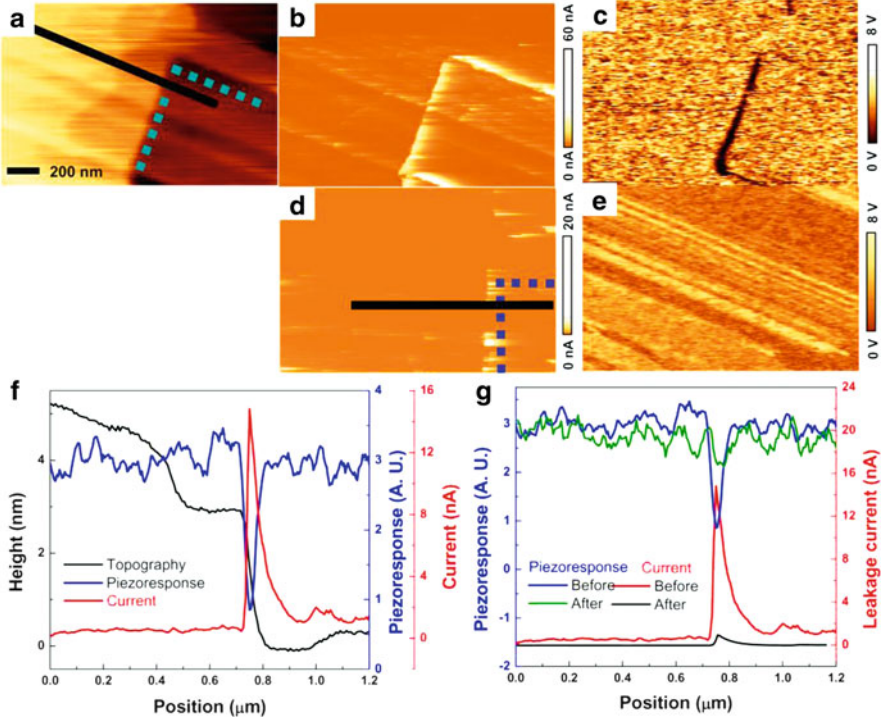 a
200 nm
b
60 nA
0 nA
c
8 V
0 V
d
20 nA
0 nA
e
8 V
0 V
f
Height (nm)
4
2
0
0.0 0.2 0.4 0.6 0.8 1.0 1.2
Position (μm)
Topography
Piezoresponse
Current
4
3
2
1
0
Piezoresponse (A. U.)
16
12
8
4
0
Current (nA)
g
Piezoresponse (A. U.)
3
2
1
0
-1
-2
0.0 0.2 0.4 0.6 0.8 1.0 1.2
Position (μm)
Piezoresponse Current
Before Before
After After
24
20
16
12
8
4
0
Leakage current (nA)